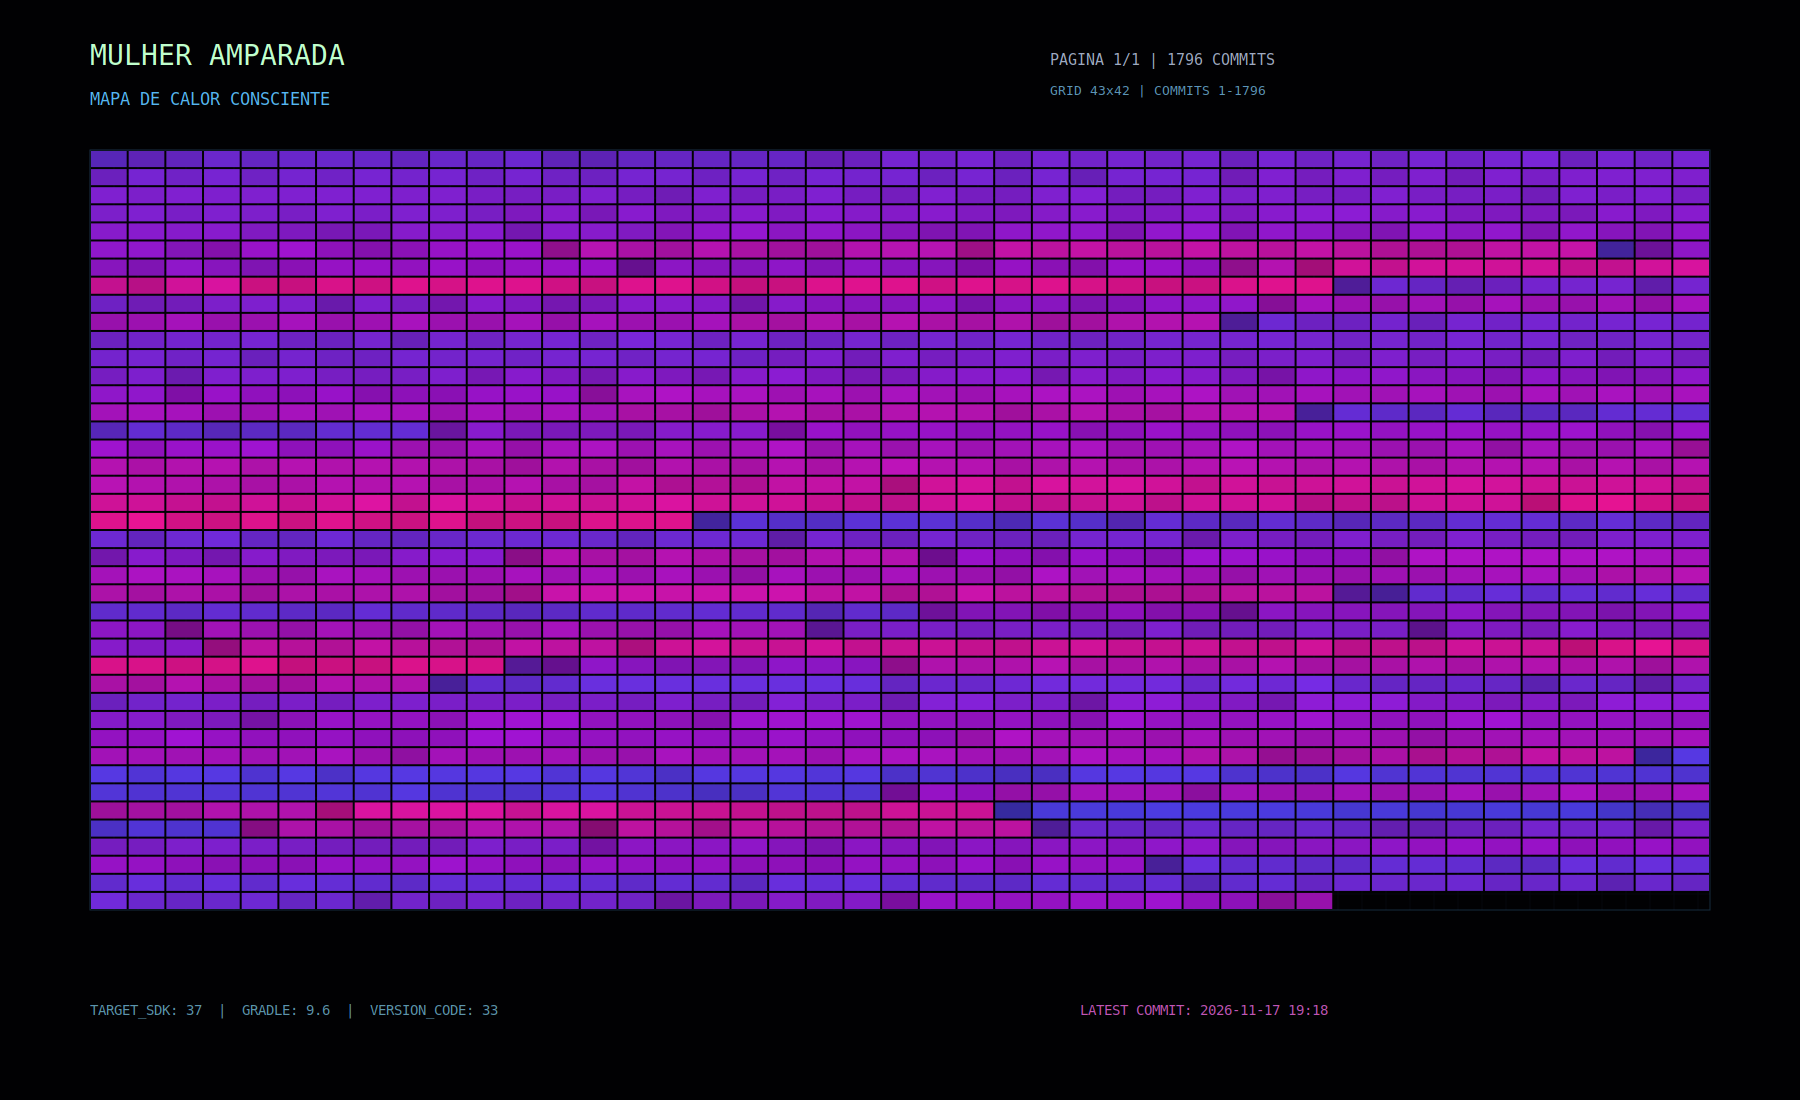 MULHER AMPARADA
MAPA DE CALOR CONSCIENTE
PAGINA 1/1 | 1796 COMMITS
GRID 43x42 | COMMITS 1-1796
TARGET_SDK: 37 | GRADLE: 9.6 | VERSION_CODE: 33
LATEST COMMIT: 2026-11-17 19:18